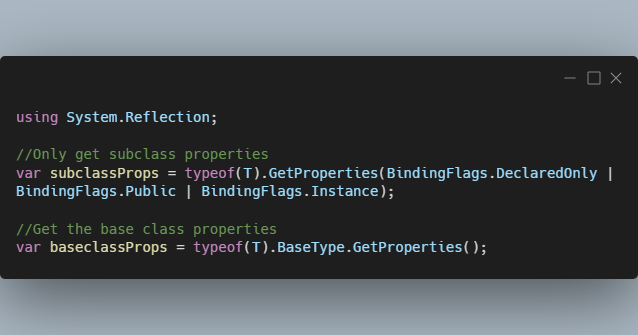 using System.Reflection;
//Only get subclass properties
var subclassProps = typeof(T).GetProperties(BindingFlags.DeclaredOnly |
BindingFlags.Public | BindingFlags.Instance);
//Get the base class properties
var baseclassProps = typeof(T).BaseType.GetProperties();